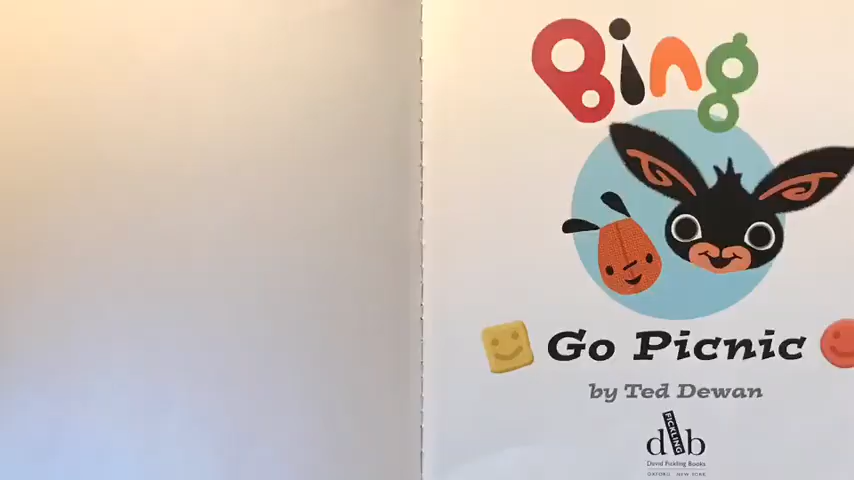 Bing
Go Picnic
by Ted Dewan
FICKLING
db
David Fickling Books
OXFORD · NEW YORK